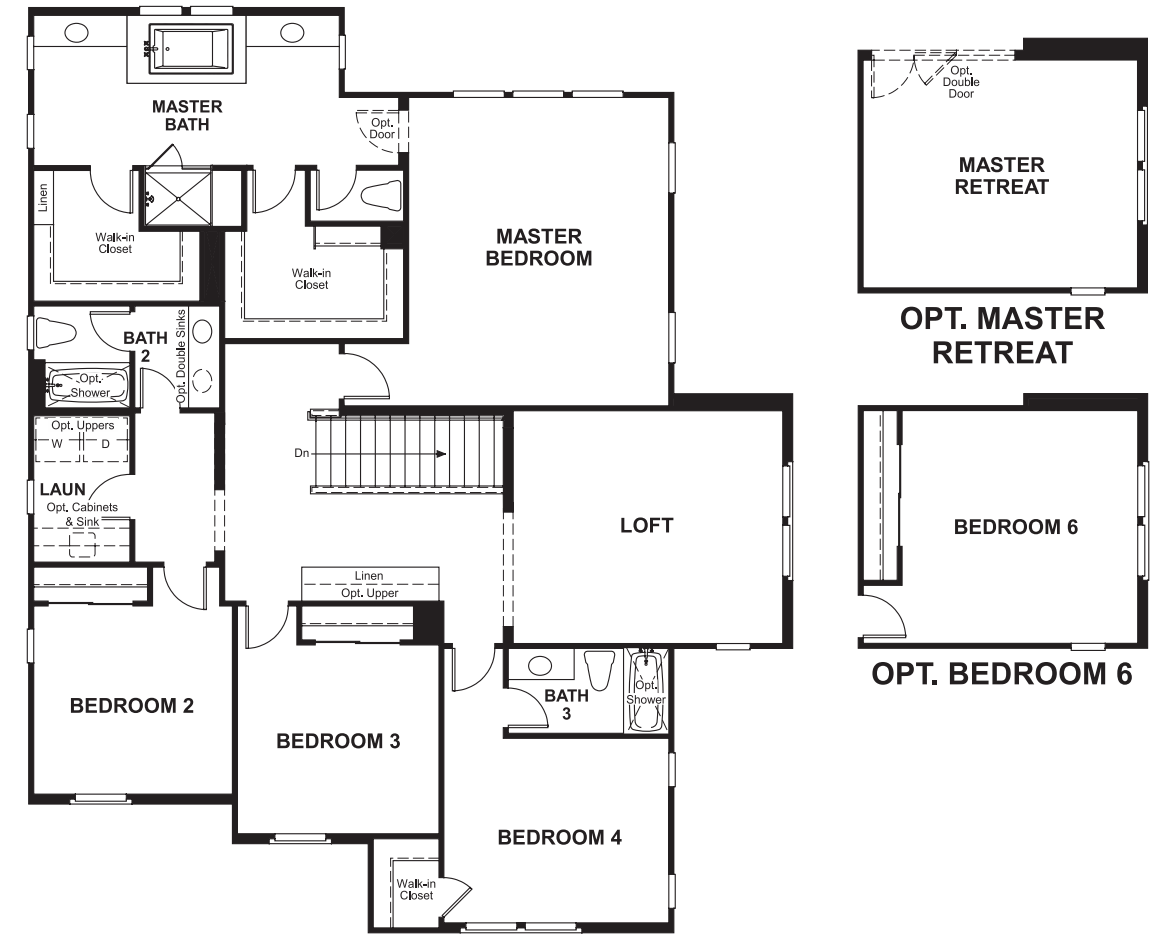 MASTER
BATH
Opt.
Door
Linen
Walk-in
Closet
Walk-in
Closet
MASTER
BEDROOM
BATH
2
Opt. Double Sinks
Opt.
Shower
Opt. Uppers
W
D
LAUN
Opt. Cabinets
& Sink
Dn
LOFT
Linen
Opt. Upper
BEDROOM 2
BEDROOM 3
BATH
3
Opt.
Shower
BEDROOM 4
Walk-in
Closet
Opt.
Double
Door
MASTER
RETREAT
OPT. MASTER
RETREAT
BEDROOM 6
OPT. BEDROOM 6